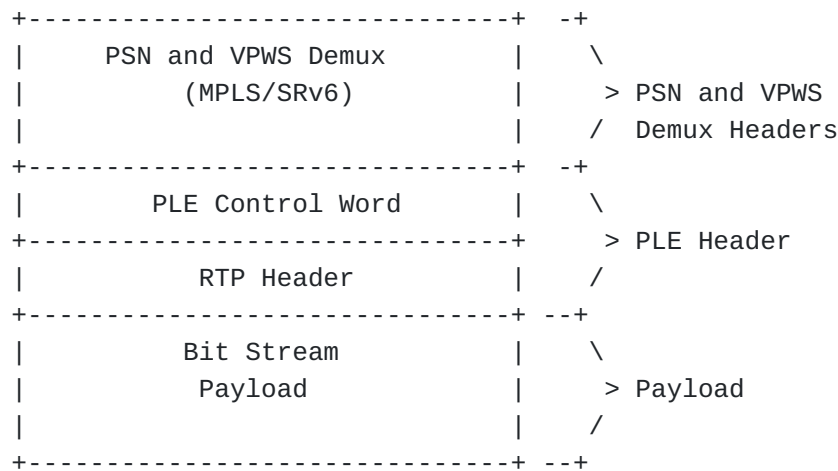 +-------------------------------+  -+
|     PSN and VPWS Demux        |    \
|          (MPLS/SRv6)          |     > PSN and VPWS
|                               |    /  Demux Headers
+-------------------------------+  -+
|        PLE Control Word       |    \
+-------------------------------+     > PLE Header
|           RTP Header          |    /
+-------------------------------+ --+
|          Bit Stream           |    \
|           Payload             |     > Payload
|                               |    /
+-------------------------------+ --+